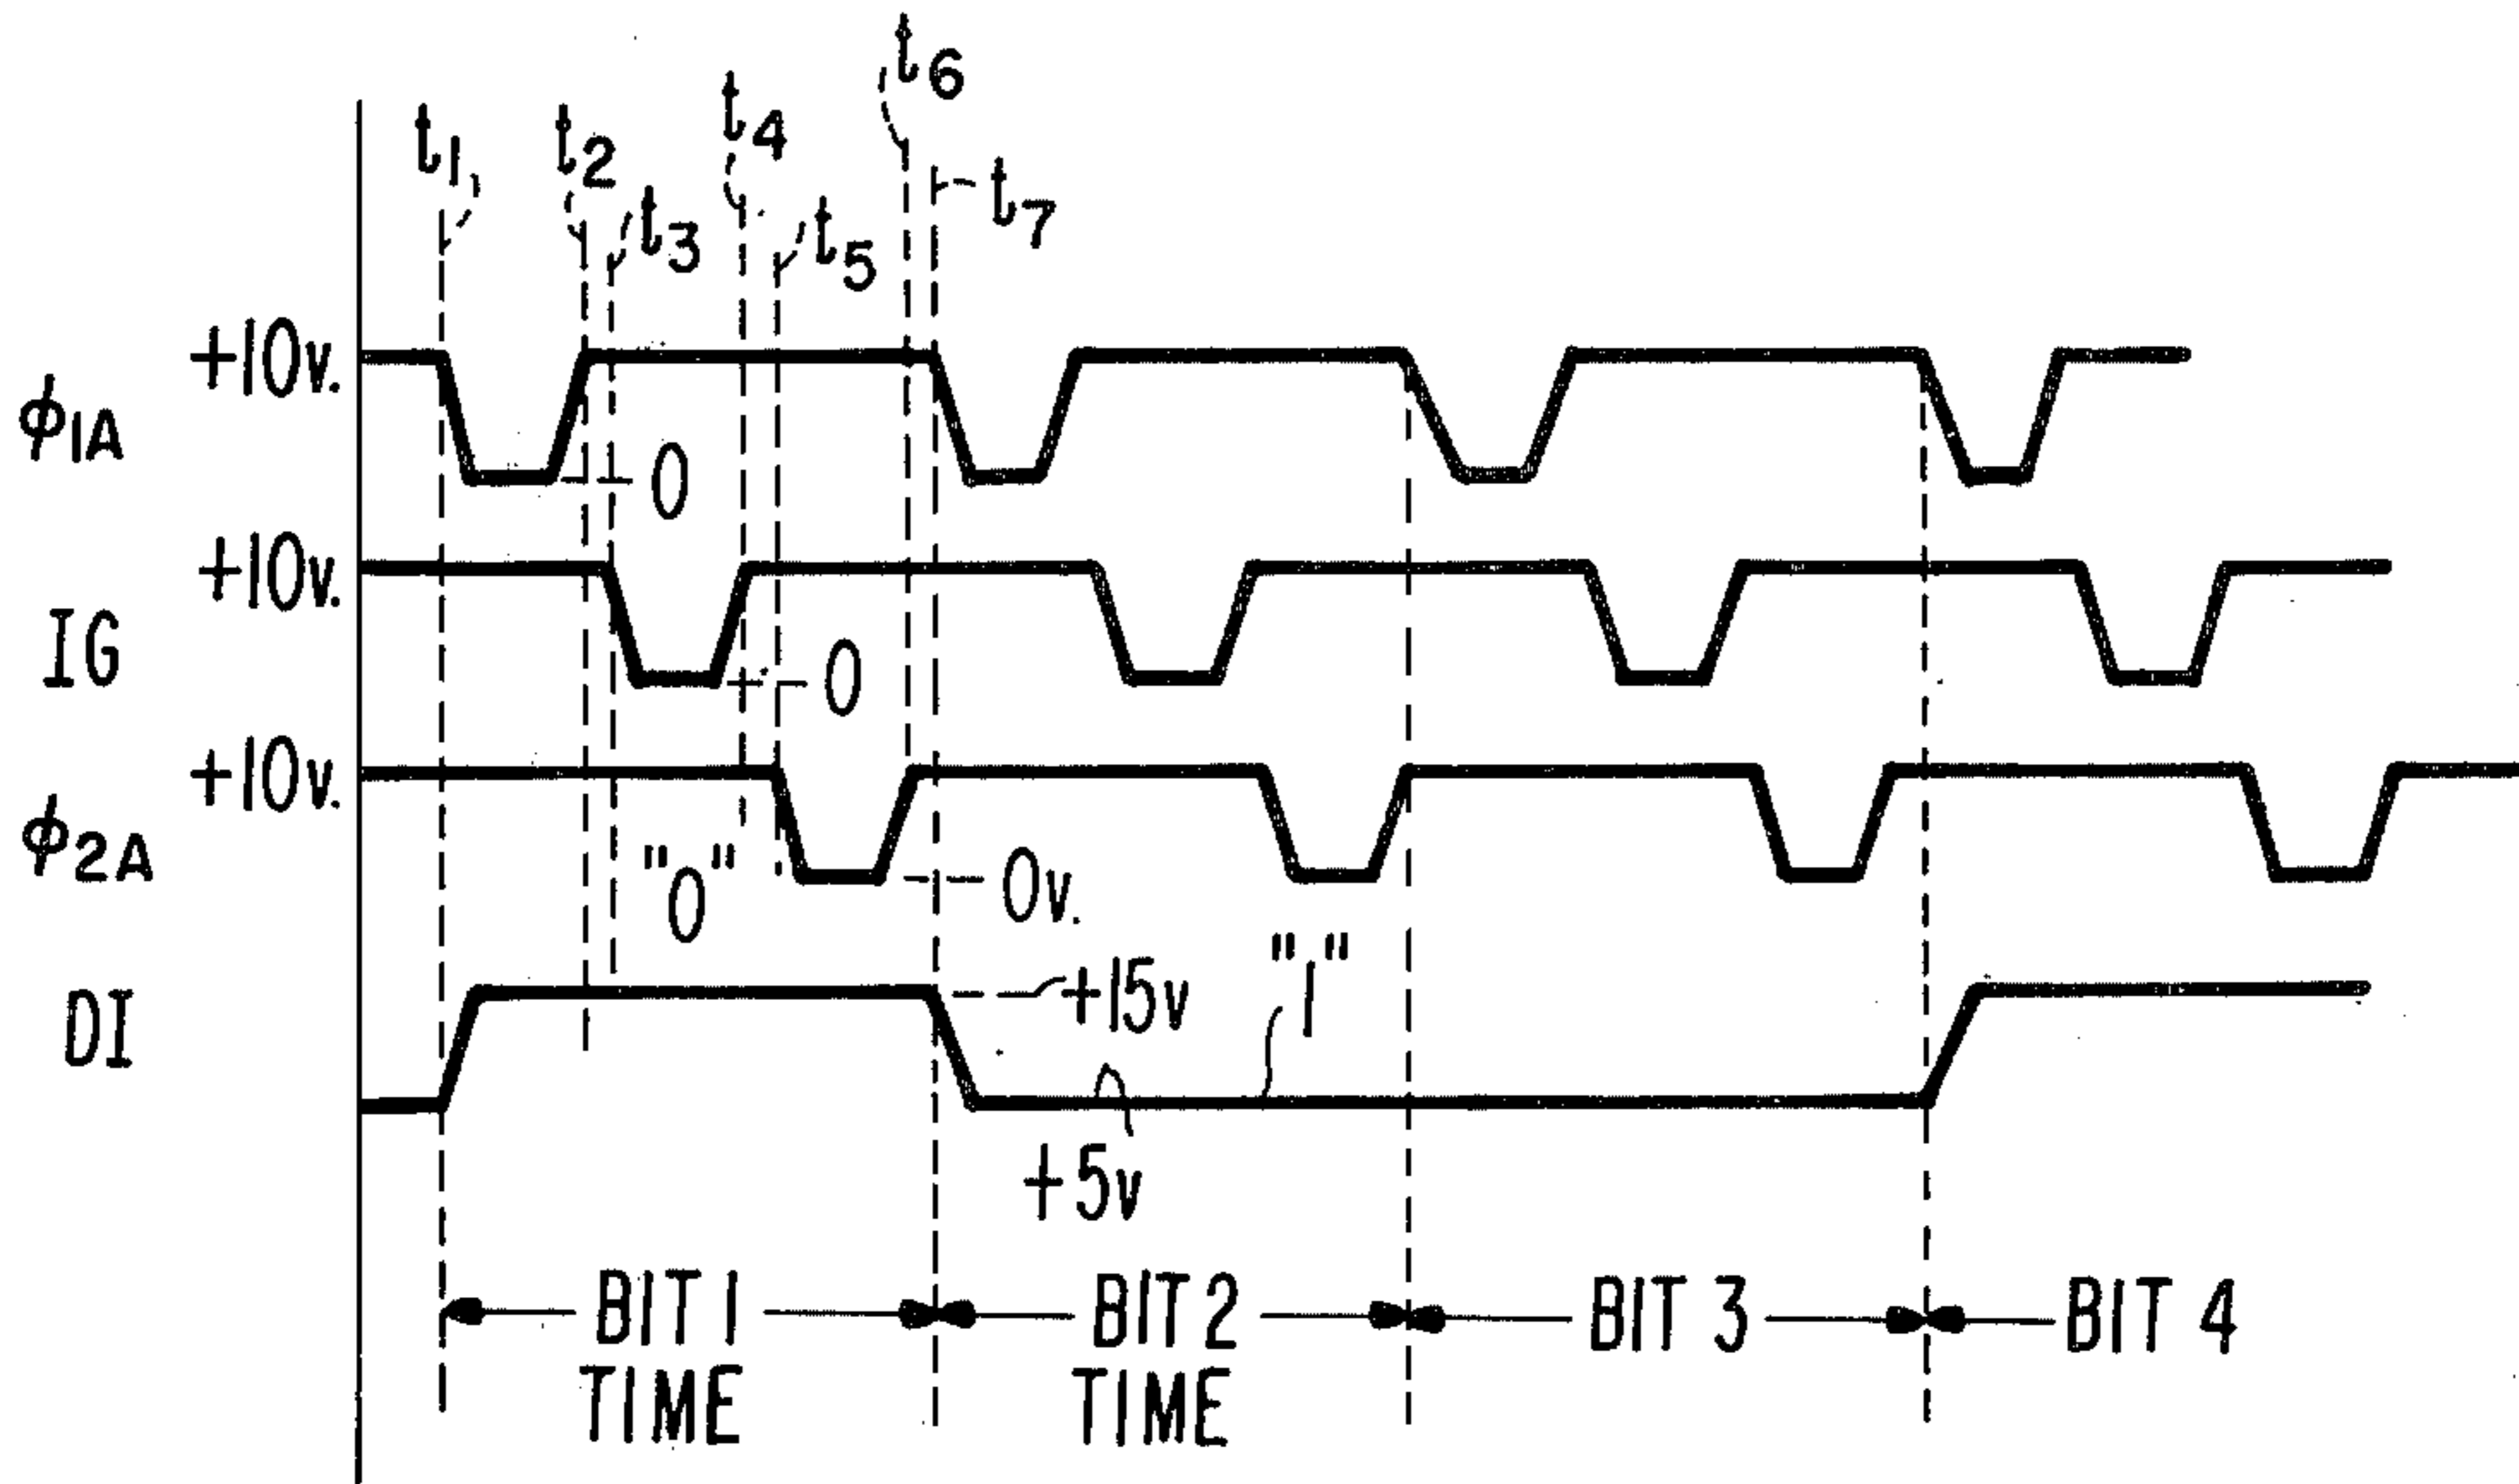 t1
t2
t3
t4
t5
t6
t7
+10v.
ϕ1A
0
+10v.
IG
0
+10v.
ϕ2A
"0"
0v.
DI
+15v
"1"
+5v
BIT 1
TIME
BIT 2
TIME
BIT 3
BIT 4